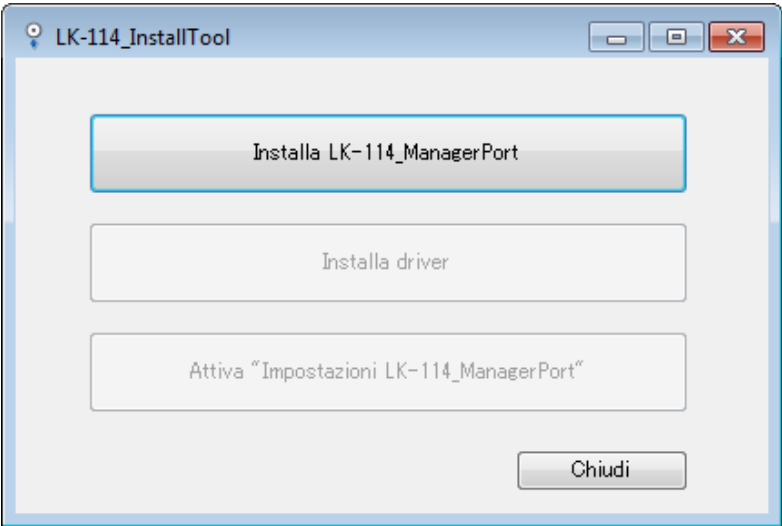 LK-114_InstallTool
Installa LK-114_ManagerPort
Installa driver
Attiva "Impostazioni LK-114_ManagerPort"
Chiudi